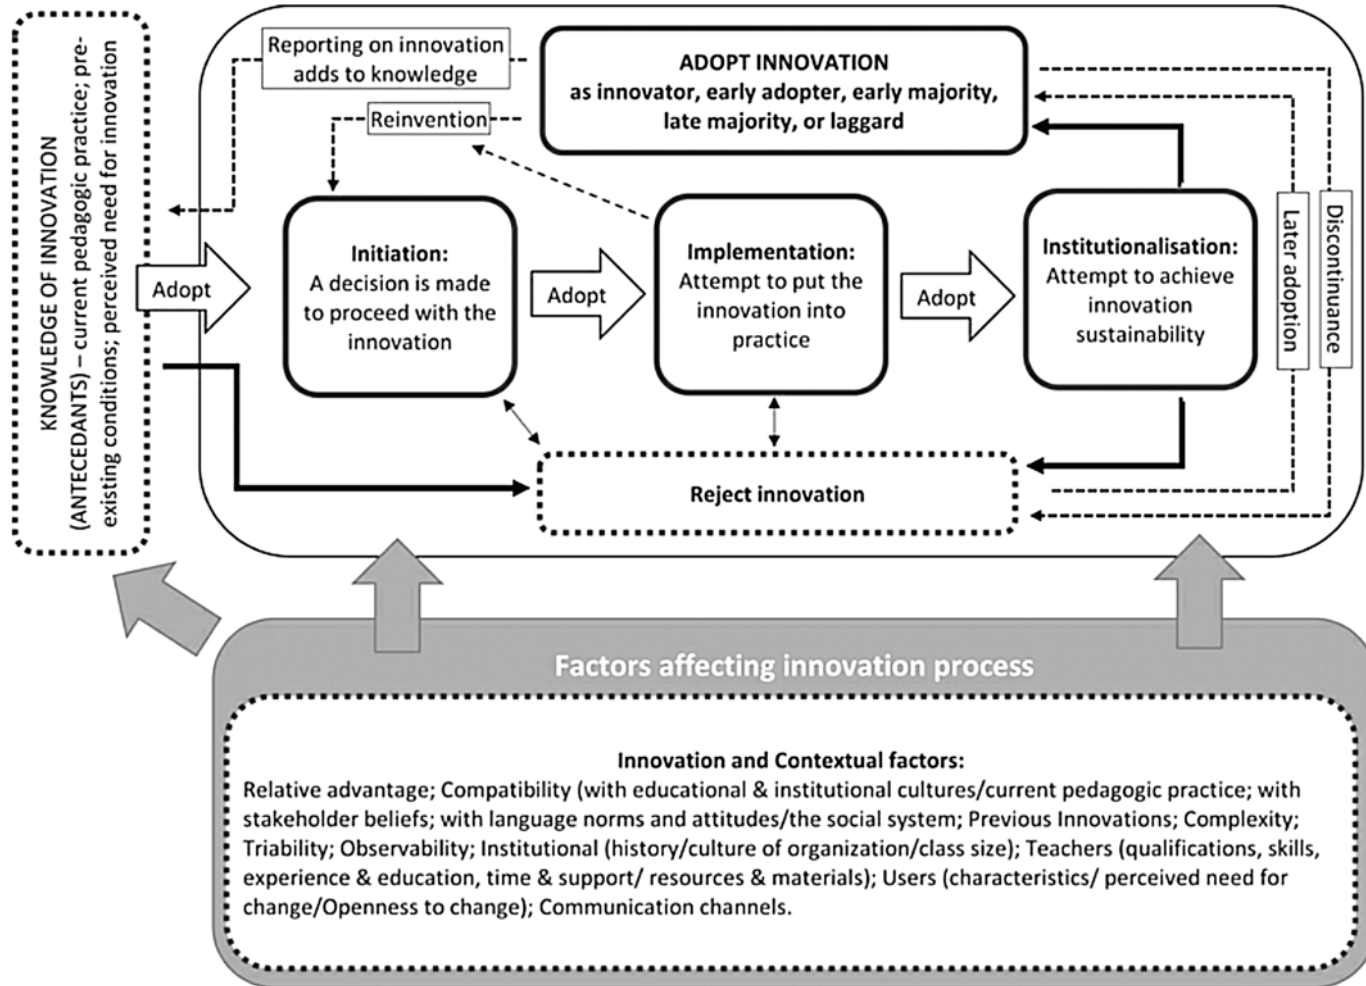 KNOWLEDGE OF INNOVATION
(ANTECEDANTS) – current pedagogic practice; pre-
existing conditions; perceived need for innovation
Reporting on innovation
adds to knowledge
Reinvention
ADOPT INNOVATION
as innovator, early adopter, early majority,
late majority, or laggard
Adopt
Initiation:
A decision is made
to proceed with the
innovation
Adopt
Implementation:
Attempt to put the
innovation into
practice
Adopt
Institutionalisation:
Attempt to achieve
innovation
sustainability
Later adoption
Discontinuance
Reject innovation
Factors affecting innovation process
Innovation and Contextual factors:
Relative advantage; Compatibility (with educational & institutional cultures/current pedagogic practice; with
stakeholder beliefs; with language norms and attitudes/the social system; Previous Innovations; Complexity;
Triability; Observability; Institutional (history/culture of organization/class size); Teachers (qualifications, skills,
experience & education, time & support/ resources & materials); Users (characteristics/ perceived need for
change/Openness to change); Communication channels.